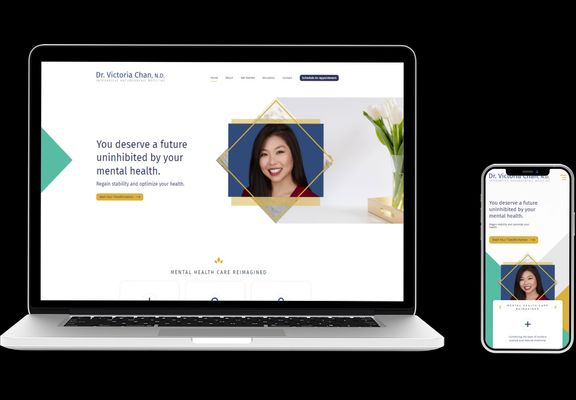 Dr. Victoria Chan, N.D.
INTEGRATIVE NATUROPATHIC MEDICINE
Home About Get Started Education Contact Schedule An Appointment
You deserve a future
uninhibited by your
mental health.
Regain stability and optimize your health.
Start Your Transformation
MENTAL HEALTH CARE REIMAGINED
Dr. Victoria Chan, N.D.
You deserve a future
uninhibited by your
mental health.
Regain stability and optimize your
health.
Start Your Transformation
MENTAL HEALTH CARE
REIMAGINED